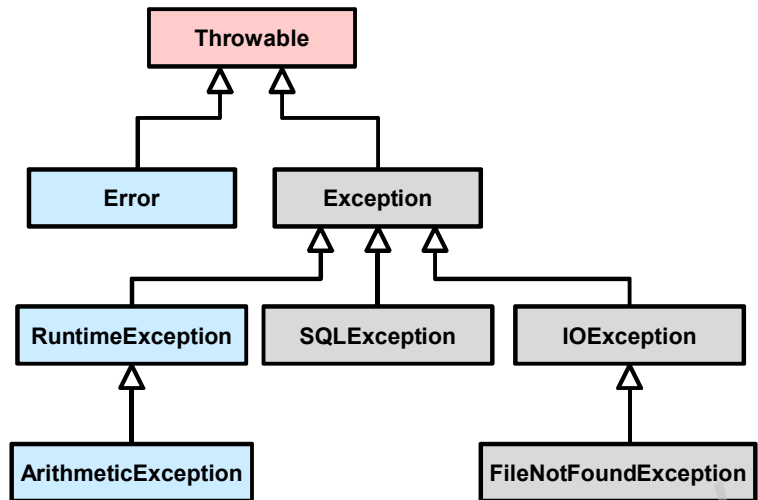 Throwable
Error
Exception
RuntimeException
SQLException
IOException
ArithmeticException
FileNotFoundException